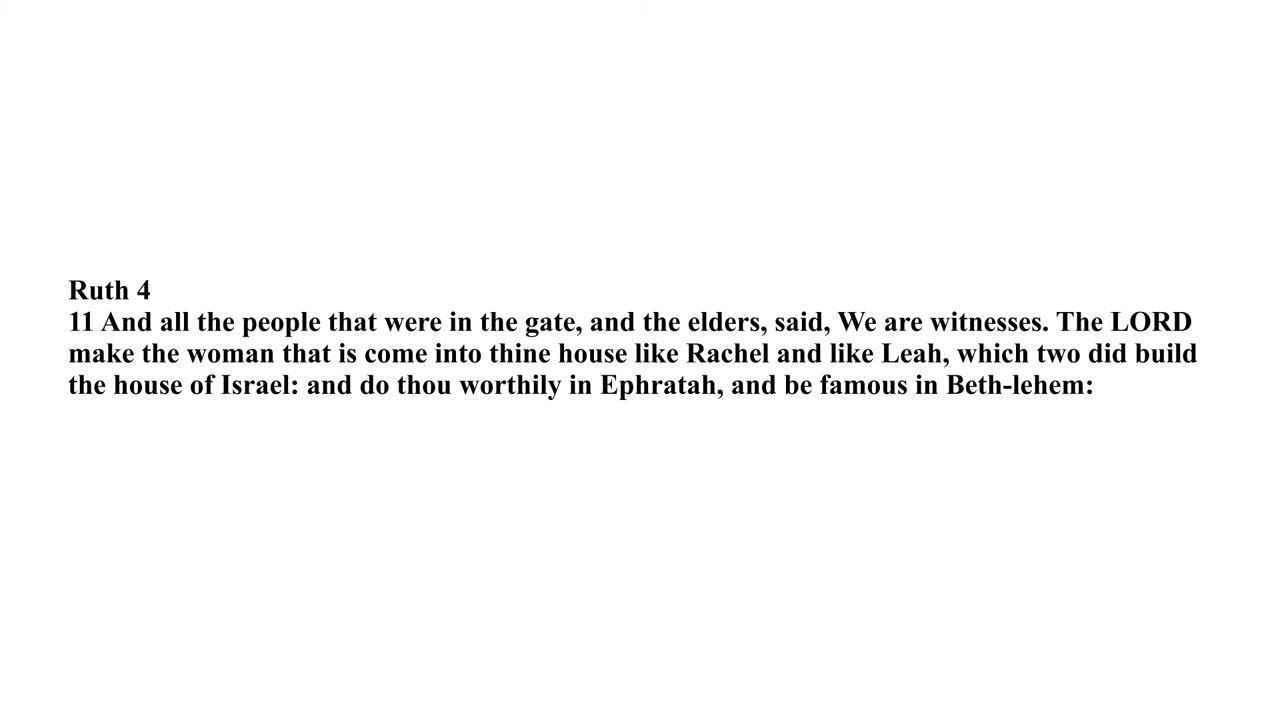 Ruth 4
11 And all the people that were in the gate, and the elders, said, We are witnesses. The LORD
make the woman that is come into thine house like Rachel and like Leah, which two did build
the house of Israel: and do thou worthily in Ephratah, and be famous in Beth-lehem: